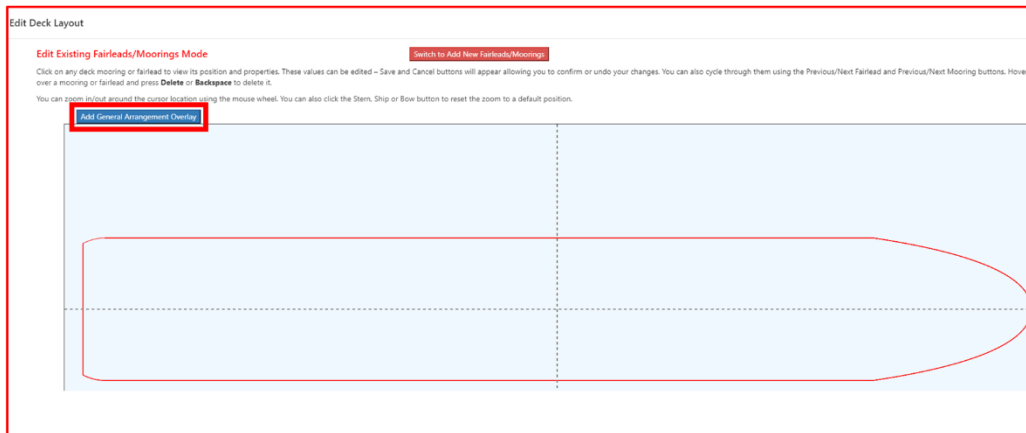 Edit Deck Layout
Edit Existing Fairleads/Moorings Mode
Switch to Add New Fairleads/Moorings
Click on any deck mooring or fairlead to view its position and properties. These values can be edited – Save and Cancel buttons will appear allowing you to confirm or undo your changes. You can also cycle through them using the Previous/Next Fairlead and Previous/Next Mooring buttons. Hove
over a mooring or fairlead and press Delete or Backspace to delete it.
You can zoom in/out around the cursor location using the mouse wheel. You can also click the Stern, Ship or Bow button to reset the zoom to a default position.
Add General Arrangement Overlay